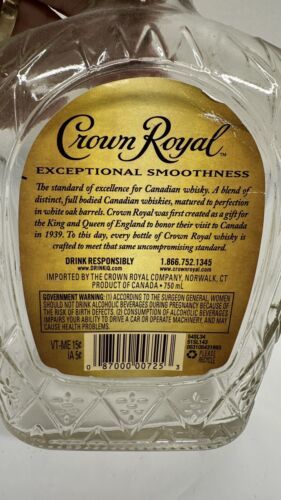 Crown Royal™
EXCEPTIONAL SMOOTHNESS
The standard of excellence for Canadian whisky. A blend of
distinct, full bodied Canadian whiskies, matured to perfection
in white oak barrels. Crown Royal was first created as a gift for
the King and Queen of England to honor their visit to Canada
in 1939. To this day, every bottle of Crown Royal whisky is
crafted to meet that same uncompromising standard.
DRINK RESPONSIBLY 1.866.752.1345
www.DRINKiQ.com www.crownroyal.com
IMPORTED BY THE CROWN ROYAL COMPANY, NORWALK, CT
PRODUCT OF CANADA • 750 mL
GOVERNMENT WARNING: (1) ACCORDING TO THE SURGEON GENERAL, WOMEN
SHOULD NOT DRINK ALCOHOLIC BEVERAGES DURING PREGNANCY BECAUSE OF
THE RISK OF BIRTH DEFECTS. (2) CONSUMPTION OF ALCOHOLIC BEVERAGES
IMPAIRS YOUR ABILITY TO DRIVE A CAR OR OPERATE MACHINERY, AND MAY
CAUSE HEALTH PROBLEMS.
VT-ME 15¢
IA 5¢
0 87000 00725 3
PLEASE
RECYCLE